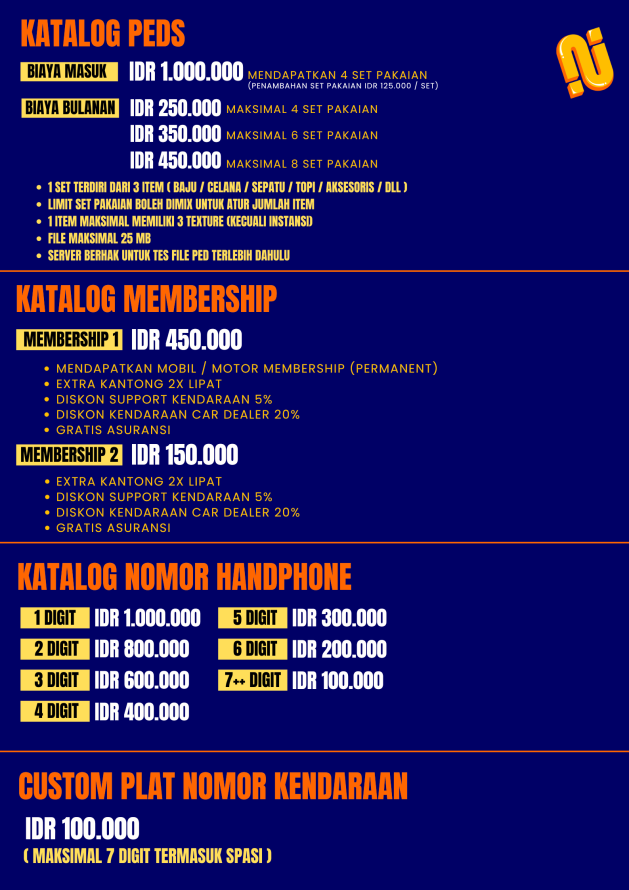 KATALOG PEDS
BIAYA MASUK IDR 1.000.000 MENDAPATKAN 4 SET PAKAIAN
(PENAMBAHAN SET PAKAIAN IDR 125.000 / SET)
BIAYA BULANAN IDR 250.000 MAKSIMAL 4 SET PAKAIAN
IDR 350.000 MAKSIMAL 6 SET PAKAIAN
IDR 450.000 MAKSIMAL 8 SET PAKAIAN
• 1 SET TERDIRI DARI 3 ITEM ( BAJU / CELANA / SEPATU / TOPI / AKSESORIS / DLL )
• LIMIT SET PAKAIAN BOLEH DIMIX UNTUK ATUR JUMLAH ITEM
• 1 ITEM MAKSIMAL MEMILIKI 3 TEXTURE (KECUALI INSTANSI)
• FILE MAKSIMAL 25 MB
• SERVER BERHAK UNTUK TES FILE PED TERLEBIH DAHULU
KATALOG MEMBERSHIP
MEMBERSHIP 1 IDR 450.000
• MENDAPATKAN MOBIL / MOTOR MEMBERSHIP (PERMANENT)
• EXTRA KANTONG 2X LIPAT
• DISKON SUPPORT KENDARAAN 5%
• DISKON KENDARAAN CAR DEALER 20%
• GRATIS ASURANSI
MEMBERSHIP 2 IDR 150.000
• EXTRA KANTONG 2X LIPAT
• DISKON SUPPORT KENDARAAN 5%
• DISKON KENDARAAN CAR DEALER 20%
• GRATIS ASURANSI
KATALOG NOMOR HANDPHONE
1 DIGIT IDR 1.000.000 5 DIGIT IDR 300.000
2 DIGIT IDR 800.000 6 DIGIT IDR 200.000
3 DIGIT IDR 600.000 7++ DIGIT IDR 100.000
4 DIGIT IDR 400.000
CUSTOM PLAT NOMOR KENDARAAN
IDR 100.000
( MAKSIMAL 7 DIGIT TERMASUK SPASI )